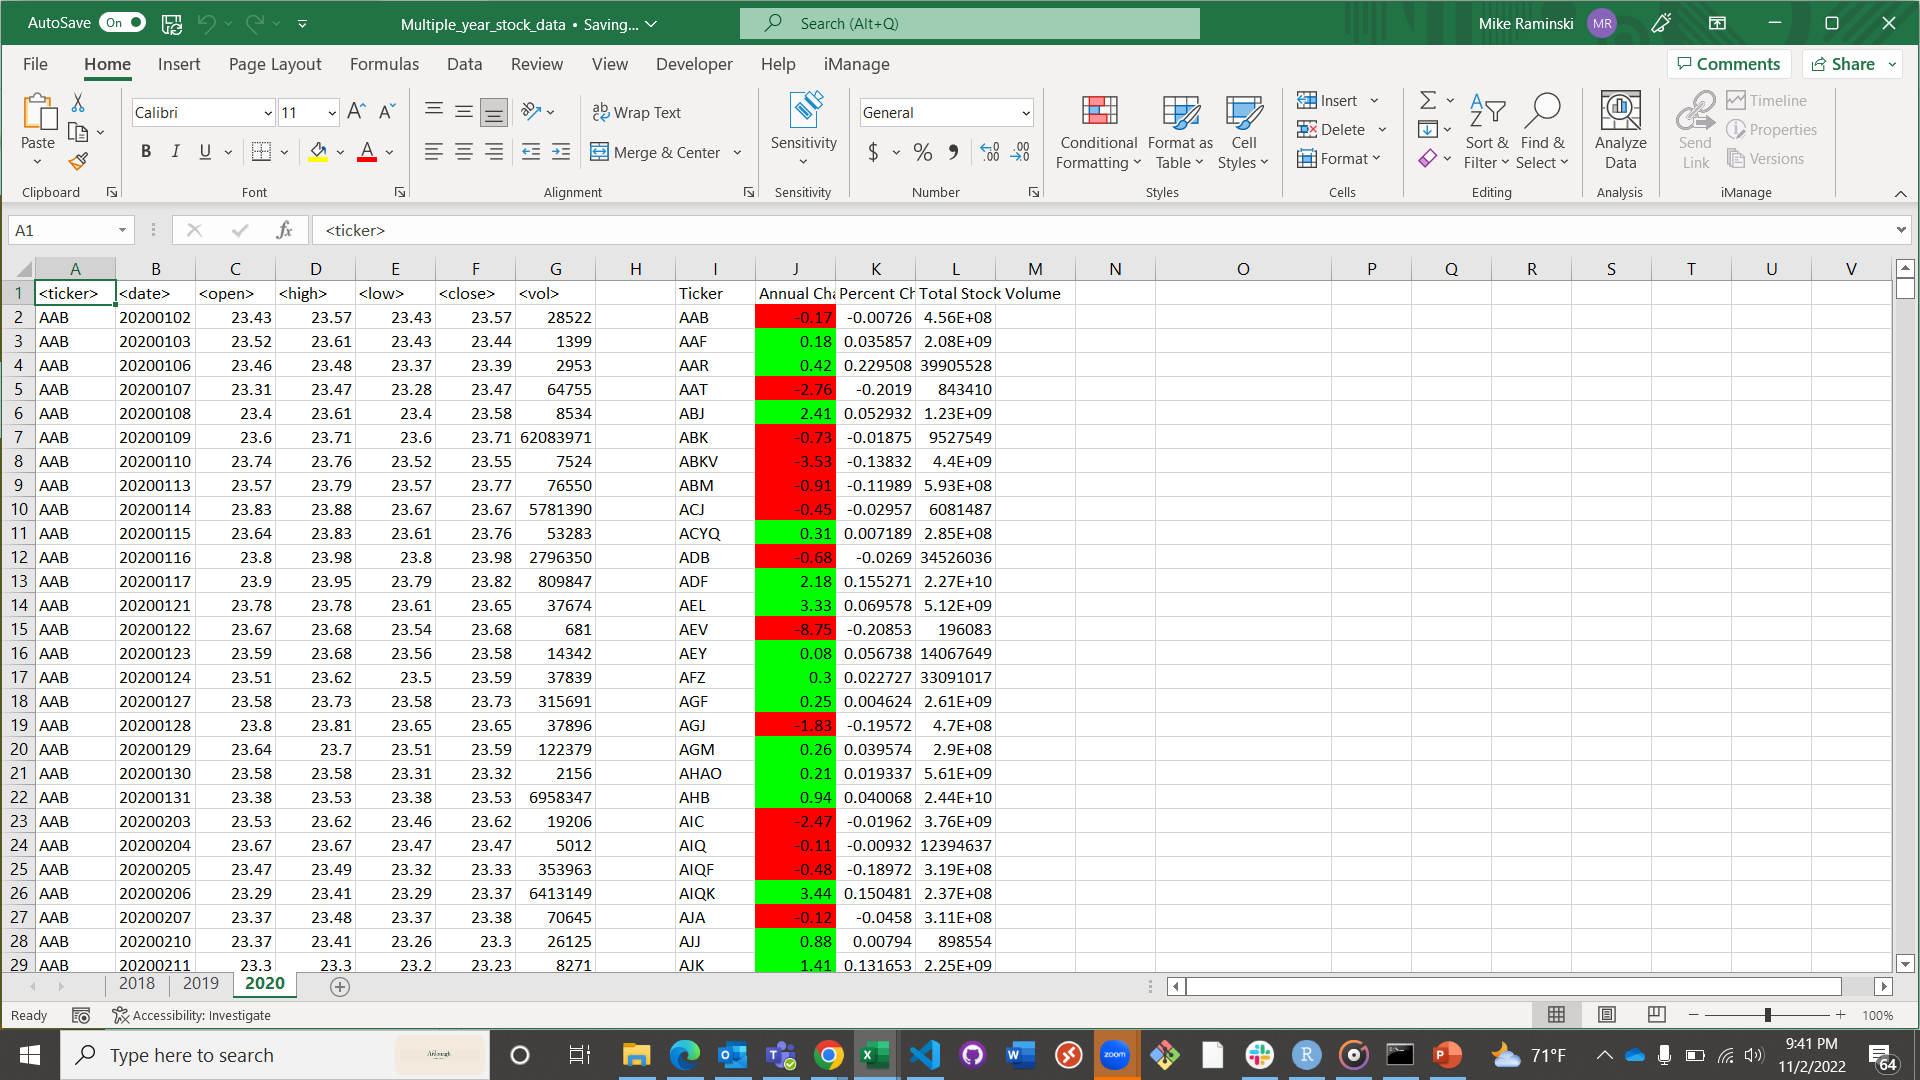 AutoSave On Multiple_year_stock_data • Saving... Search (Alt+Q) Mike Raminski MR
File Home Insert Page Layout Formulas Data Review View Developer Help iManage Comments Share
Calibri 11 Wrap Text General Insert Timeline
Paste Sensitivity Conditional Format as Cell Delete Sort & Find & Analyze Send Properties
B I U Merge & Center $ % Formatting Table Styles Format Filter Select Data Link Versions
Clipboard Font Alignment Sensitivity Number Styles Cells Editing Analysis iManage
A1 fx <ticker>
A B C D E F G H I J K L M N O P Q R S T U V
1 <ticker> <date> <open> <high> <low> <close> <vol> Ticker Annual Cha Percent Ch Total Stock Volume
2 AAB 20200102 23.43 23.57 23.43 23.57 28522 AAB -0.17 -0.00726 4.56E+08
3 AAB 20200103 23.52 23.61 23.43 23.44 1399 AAF 0.18 0.035857 2.08E+09
4 AAB 20200106 23.46 23.48 23.37 23.39 2953 AAR 0.42 0.229508 39905528
5 AAB 20200107 23.31 23.47 23.28 23.47 64755 AAT -2.76 -0.2019 843410
6 AAB 20200108 23.4 23.61 23.4 23.58 8534 ABJ 2.41 0.052932 1.23E+09
7 AAB 20200109 23.6 23.71 23.6 23.71 62083971 ABK -0.73 -0.01875 9527549
8 AAB 20200110 23.74 23.76 23.52 23.55 7524 ABKV -3.53 -0.13832 4.4E+09
9 AAB 20200113 23.57 23.79 23.57 23.77 76550 ABM -0.91 -0.11989 5.93E+08
10 AAB 20200114 23.83 23.88 23.67 23.67 5781390 ACJ -0.45 -0.02957 6081487
11 AAB 20200115 23.64 23.83 23.61 23.76 53283 ACYQ 0.31 0.007189 2.85E+08
12 AAB 20200116 23.8 23.98 23.8 23.98 2796350 ADB -0.68 -0.0269 34526036
13 AAB 20200117 23.9 23.95 23.79 23.82 809847 ADF 2.18 0.155271 2.27E+10
14 AAB 20200121 23.78 23.78 23.61 23.65 37674 AEL 3.33 0.069578 5.12E+09
15 AAB 20200122 23.67 23.68 23.54 23.68 681 AEV -8.75 -0.20853 196083
16 AAB 20200123 23.59 23.68 23.56 23.58 14342 AEY 0.08 0.056738 14067649
17 AAB 20200124 23.51 23.62 23.5 23.59 37839 AFZ 0.3 0.022727 33091017
18 AAB 20200127 23.58 23.73 23.58 23.73 315691 AGF 0.25 0.004624 2.61E+09
19 AAB 20200128 23.8 23.81 23.65 23.65 37896 AGJ -1.83 -0.19572 4.7E+08
20 AAB 20200129 23.64 23.7 23.51 23.59 122379 AGM 0.26 0.039574 2.9E+08
21 AAB 20200130 23.58 23.58 23.31 23.32 2156 AHAO 0.21 0.019337 5.61E+09
22 AAB 20200131 23.38 23.53 23.38 23.53 6958347 AHB 0.94 0.040068 2.44E+10
23 AAB 20200203 23.53 23.62 23.46 23.62 19206 AIC -2.47 -0.01962 3.76E+09
24 AAB 20200204 23.67 23.67 23.47 23.47 5012 AIQ -0.11 -0.00932 12394637
25 AAB 20200205 23.47 23.49 23.32 23.33 353963 AIQF -0.48 -0.18972 3.19E+08
26 AAB 20200206 23.29 23.41 23.29 23.37 6413149 AIQK 3.44 0.150481 2.37E+08
27 AAB 20200207 23.37 23.48 23.37 23.38 70645 AJA -0.12 -0.0458 3.11E+08
28 AAB 20200210 23.37 23.41 23.26 23.3 26125 AJJ 0.88 0.00794 898554
29 AAB 20200211 23.3 23.3 23.2 23.23 8271 AJK 1.41 0.131653 2.25E+09
2018 2019 2020
Ready Accessibility: Investigate 100%
Type here to search zoom 71°F 9:41 PM
11/2/2022 64